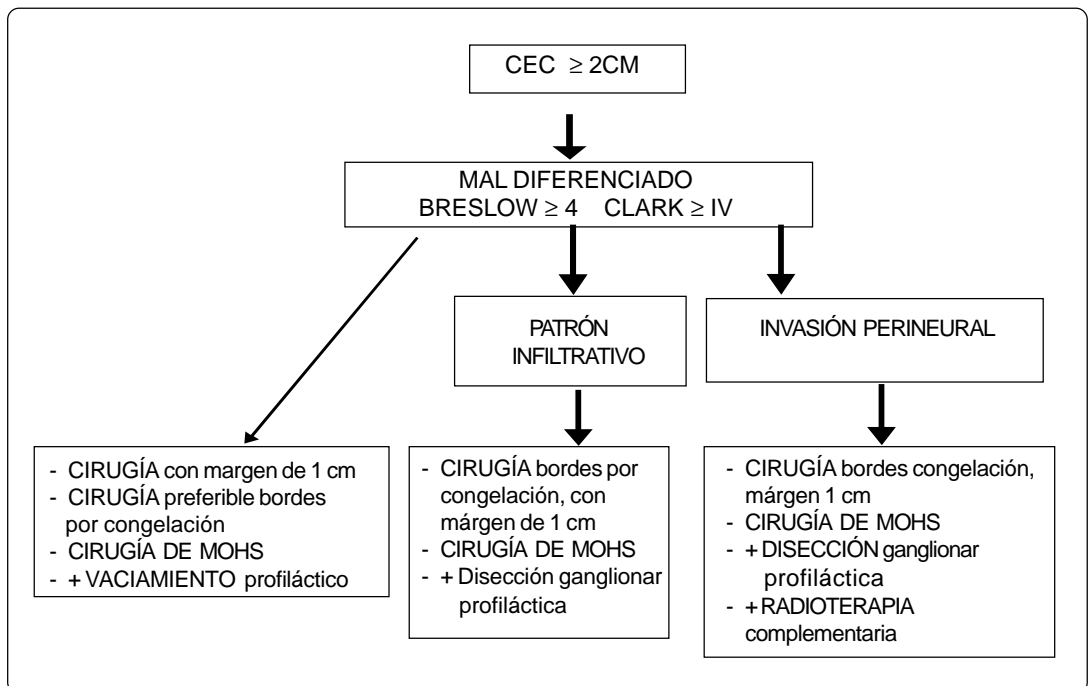 CEC ≥ 2CM
MAL DIFERENCIADO
BRESLOW ≥ 4 CLARK ≥ IV
PATRÓN
INFILTRATIVO
INVASIÓN PERINEURAL
- CIRUGÍA con margen de 1 cm
- CIRUGÍA preferible bordes
por congelación
- CIRUGÍA DE MOHS
- + VACIAMIENTO profiláctico
- CIRUGÍA bordes por
congelación, con
márgen de 1 cm
- CIRUGÍA DE MOHS
- + Disección ganglionar
profiláctica
- CIRUGÍA bordes congelación,
márgen 1 cm
- CIRUGÍA DE MOHS
- + DISECCIÓN ganglionar
profiláctica
- + RADIOTERAPIA
complementaria